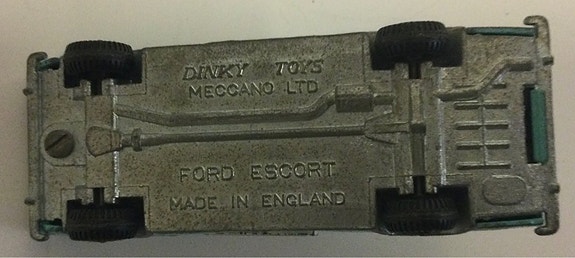 DINKY TOYS
MECCANO LTD
FORD ESCORT
MADE IN ENGLAND